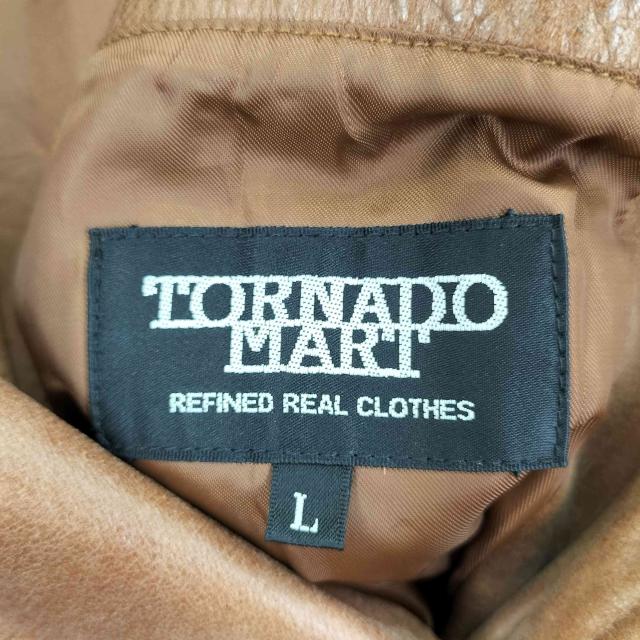 TORNADO
MART
REFINED REAL CLOTHES
L